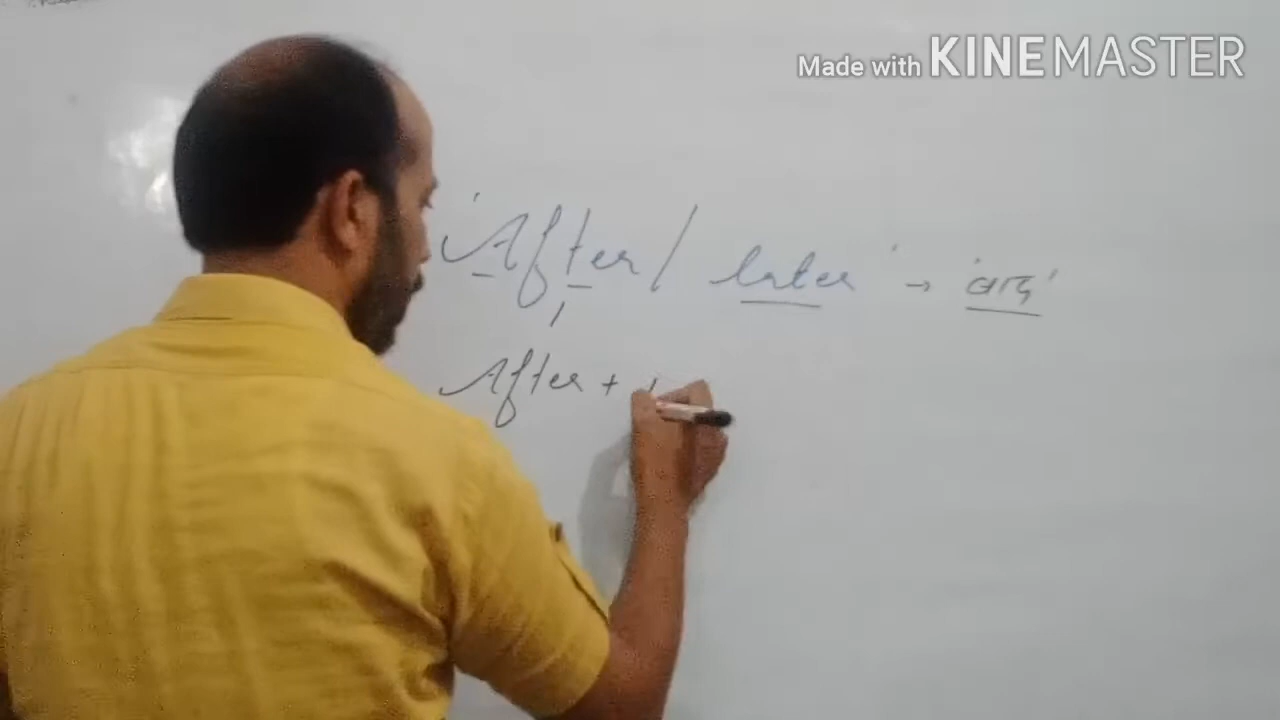 Made with KINEMASTER
'After / later' → 'बाद'
After +